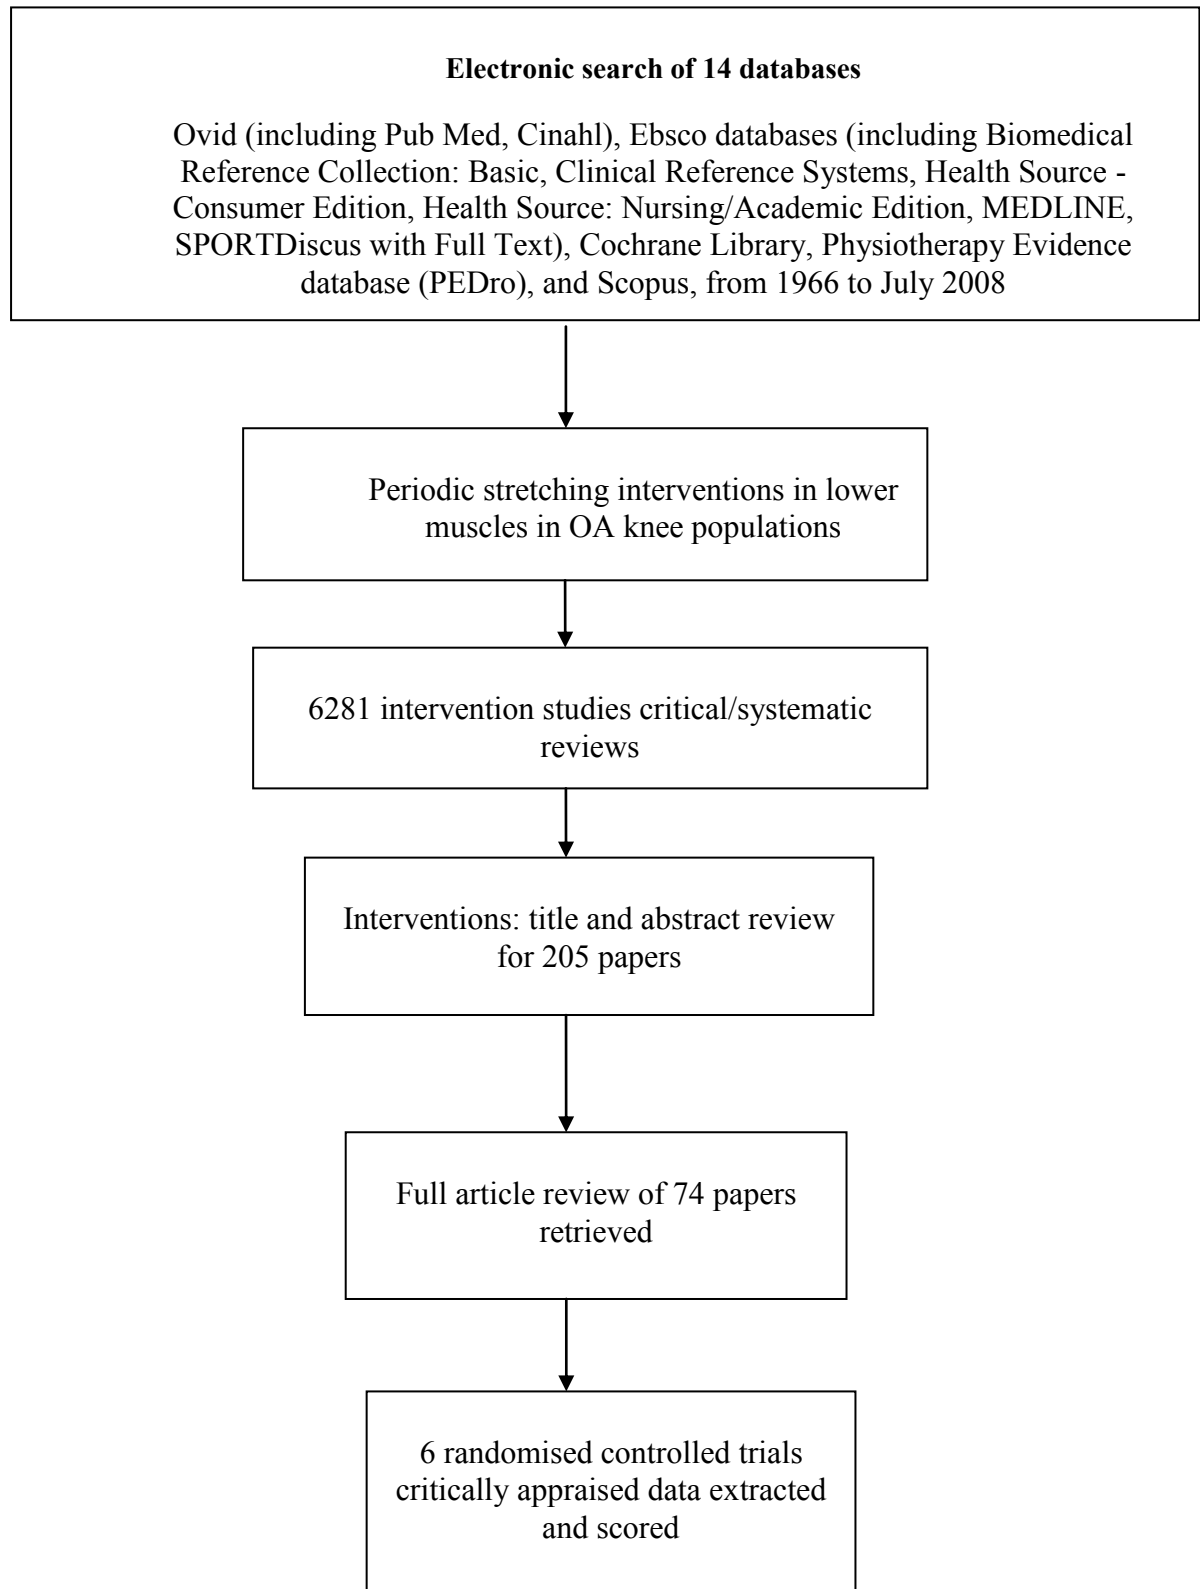 Electronic search of 14 databases
Ovid (including Pub Med, Cinahl), Ebsco databases (including Biomedical
Reference Collection: Basic, Clinical Reference Systems, Health Source -
Consumer Edition, Health Source: Nursing/Academic Edition, MEDLINE,
SPORTDiscus with Full Text), Cochrane Library, Physiotherapy Evidence
database (PEDro), and Scopus, from 1966 to July 2008
Periodic stretching interventions in lower
muscles in OA knee populations
6281 intervention studies critical/systematic
reviews
Interventions: title and abstract review
for 205 papers
Full article review of 74 papers
retrieved
6 randomised controlled trials
critically appraised data extracted
and scored